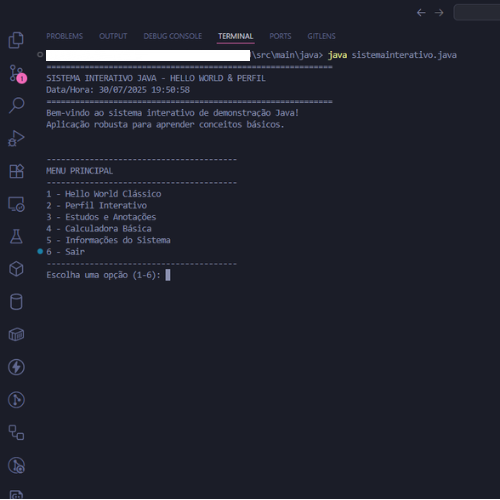 PROBLEMS OUTPUT DEBUG CONSOLE TERMINAL PORTS GITLENS
\src\main\java> java sistemainterativo.java
============================================================
SISTEMA INTERATIVO JAVA - HELLO WORLD & PERFIL
Data/Hora: 30/07/2025 19:50:58
============================================================
Bem-vindo ao sistema interativo de demonstração Java!
Aplicação robusta para aprender conceitos básicos.
----------------------------------------
MENU PRINCIPAL
----------------------------------------
1 - Hello World Clássico
2 - Perfil Interativo
3 - Estudos e Anotações
4 - Calculadora Básica
5 - Informações do Sistema
6 - Sair
----------------------------------------
Escolha uma opção (1-6):